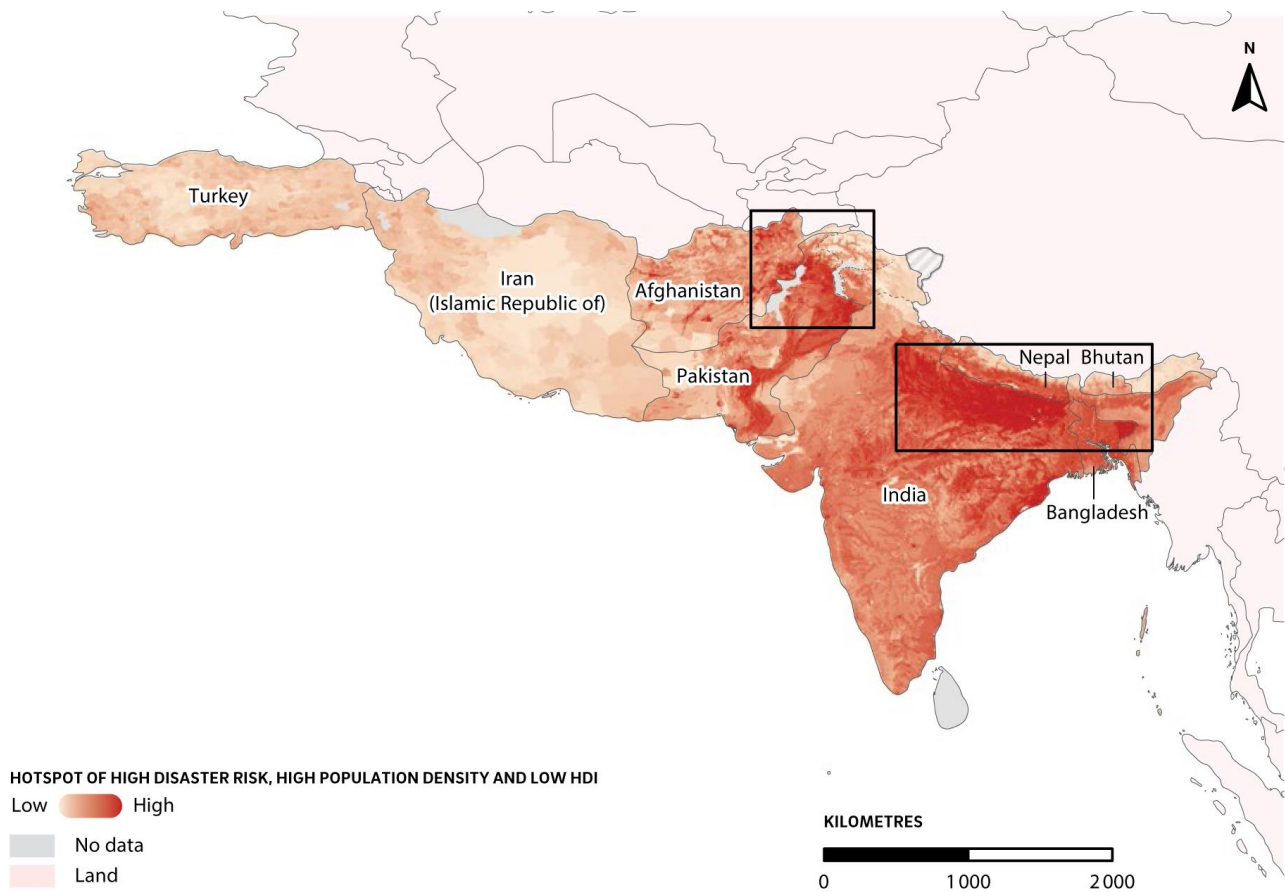 N
Turkey
Iran
(Islamic Republic of)
Afghanistan
Pakistan
Nepal
Bhutan
India
Bangladesh
HOTSPOT OF HIGH DISASTER RISK, HIGH POPULATION DENSITY AND LOW HDI
Low
High
No data
Land
KILOMETRES
0
1 000
2 000